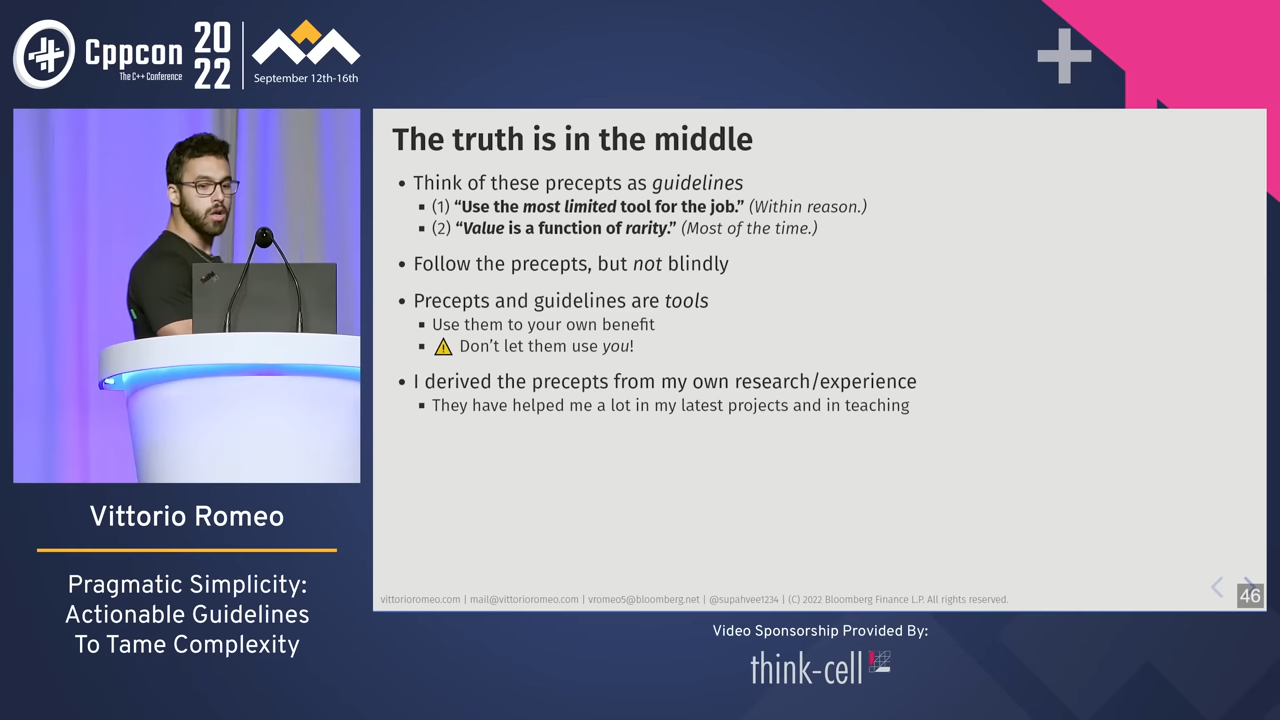 Cppcon
The C++ Conference
20
22
September 12th-16th
The truth is in the middle
• Think of these precepts as guidelines
▪ (1) “Use the most limited tool for the job.” (Within reason.)
▪ (2) “Value is a function of rarity.” (Most of the time.)
• Follow the precepts, but not blindly
• Precepts and guidelines are tools
▪ Use them to your own benefit
▪ ⚠ Don’t let them use you!
• I derived the precepts from my own research/experience
▪ They have helped me a lot in my latest projects and in teaching
vittorioromeo.com | mail@vittorioromeo.com | vromeo5@bloomberg.net | @supahvee1234 | (C) 2022 Bloomberg Finance L.P. All rights reserved.
46
Vittorio Romeo
Pragmatic Simplicity:
Actionable Guidelines
To Tame Complexity
Video Sponsorship Provided By:
think-cell